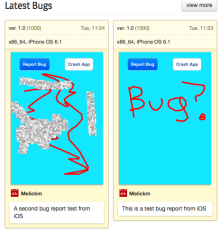 Latest Bugs
view more
ver. 1.0 (1000)
Tue, 11:24
x86_64, iPhone OS 6.1
Report Bug
Crash App
Melickm
A second bug report test from iOS
ver. 1.0 (1000)
Tue, 11:23
x86_64, iPhone OS 6.1
Report Bug
Crash App
Bug?
Melickm
This is a test bug report from iOS